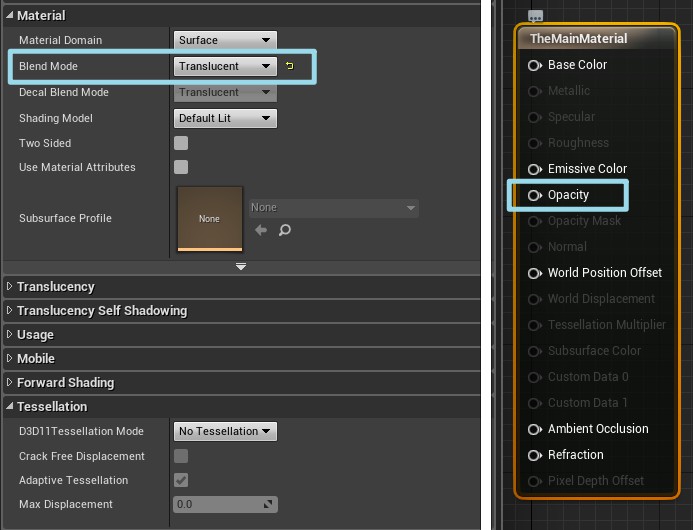 Material
Material Domain Surface
Blend Mode Translucent
Decal Blend Mode Translucent
Shading Model Default Lit
Two Sided
Use Material Attributes
Subsurface Profile None None
Translucency
Translucency Self Shadowing
Usage
Mobile
Forward Shading
Tessellation
D3D11Tessellation Mode No Tessellation
Crack Free Displacement
Adaptive Tessellation
Max Displacement 0.0
TheMainMaterial
Base Color
Metallic
Specular
Roughness
Emissive Color
Opacity
Opacity Mask
Normal
World Position Offset
World Displacement
Tessellation Multiplier
Subsurface Color
Custom Data 0
Custom Data 1
Ambient Occlusion
Refraction
Pixel Depth Offset